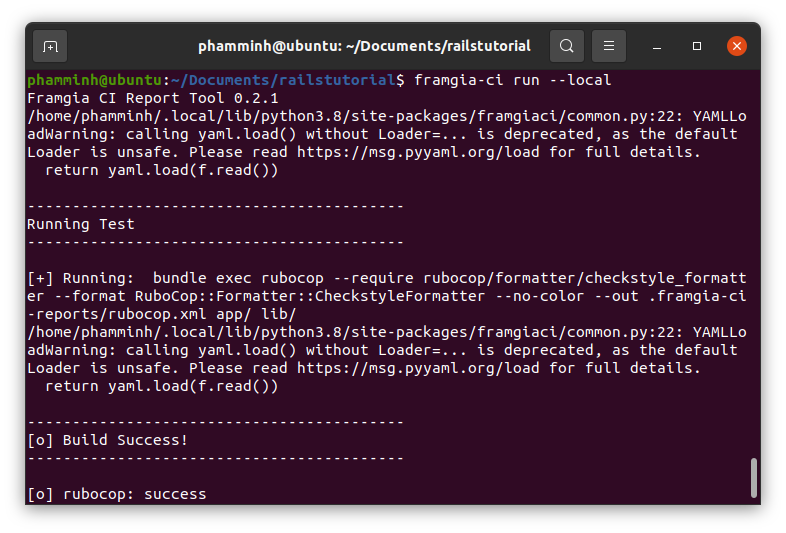 phamminh@ubuntu: ~/Documents/railstutorial
phamminh@ubuntu:~/Documents/railstutorial$ framgia-ci run --local
Framgia CI Report Tool 0.2.1
/home/phamminh/.local/lib/python3.8/site-packages/framgiaci/common.py:22: YAMLLo
adWarning: calling yaml.load() without Loader=... is deprecated, as the default
Loader is unsafe. Please read https://msg.pyyaml.org/load for full details.
  return yaml.load(f.read())
------------------------------------------
Running Test
------------------------------------------
[+] Running:  bundle exec rubocop --require rubocop/formatter/checkstyle_formatt
er --format RuboCop::Formatter::CheckstyleFormatter --no-color --out .framgia-ci
-reports/rubocop.xml app/ lib/
/home/phamminh/.local/lib/python3.8/site-packages/framgiaci/common.py:22: YAMLLo
adWarning: calling yaml.load() without Loader=... is deprecated, as the default
Loader is unsafe. Please read https://msg.pyyaml.org/load for full details.
  return yaml.load(f.read())
------------------------------------------
[o] Build Success!
------------------------------------------
[o] rubocop: success